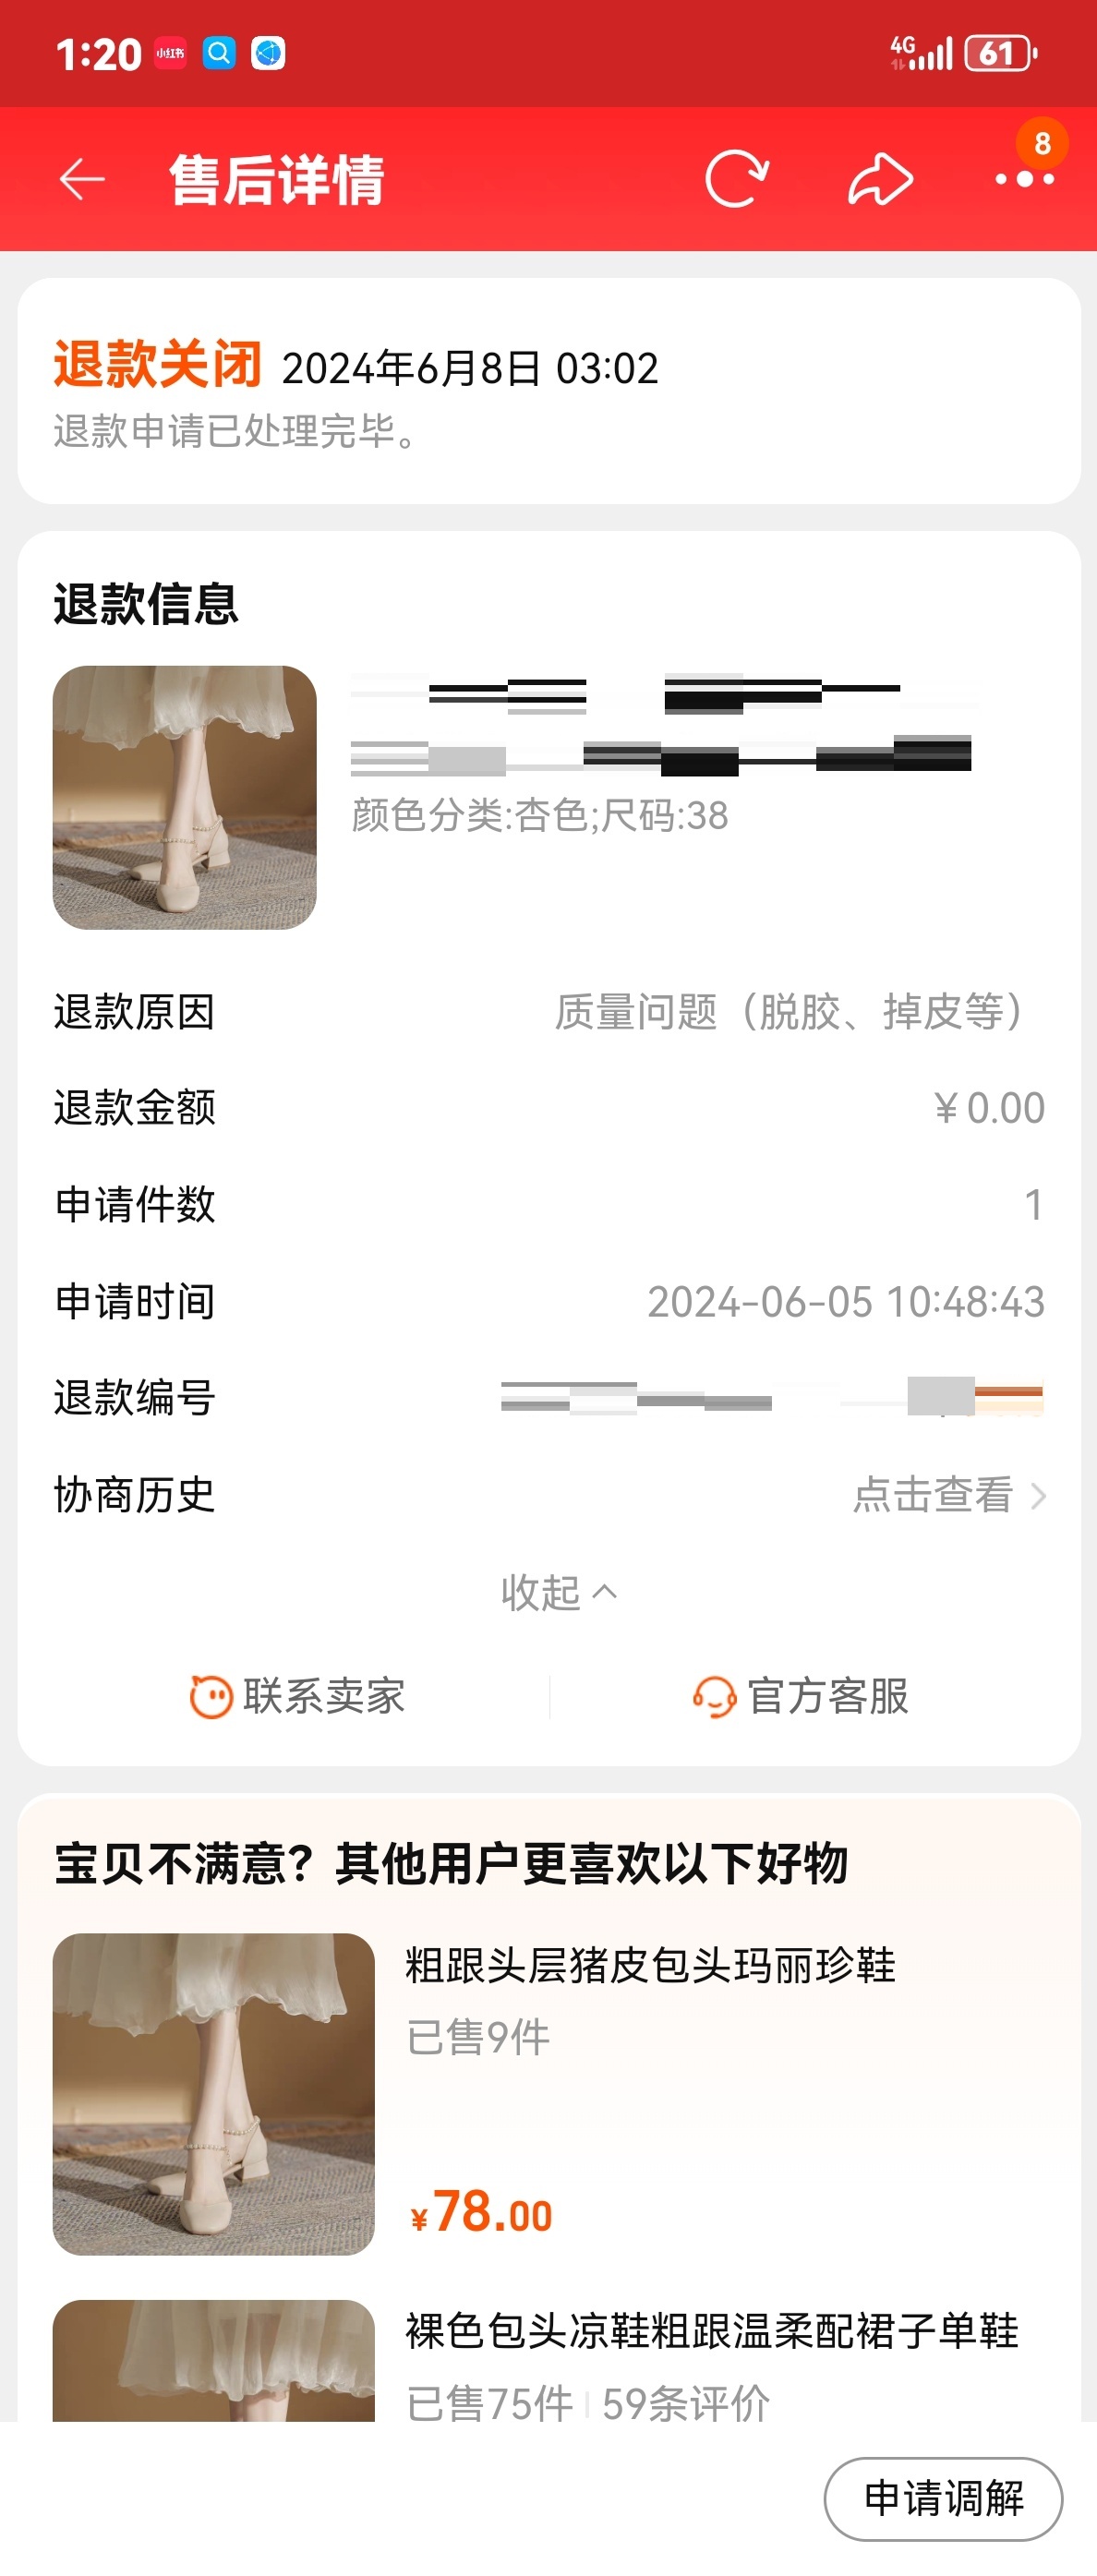 1:20
小红书
4G
61
售后详情
8
退款关闭 2024年6月8日 03:02
退款申请已处理完毕。
退款信息
颜色分类:杏色;尺码:38
退款原因 质量问题（脱胶、掉皮等）
退款金额 ￥0.00
申请件数 1
申请时间 2024-06-05 10:48:43
退款编号
协商历史 点击查看
收起
联系卖家 官方客服
宝贝不满意？其他用户更喜欢以下好物
粗跟头层猪皮包头玛丽珍鞋
已售9件
¥78.00
裸色包头凉鞋粗跟温柔配裙子单鞋
已售75件 59条评价
申请调解